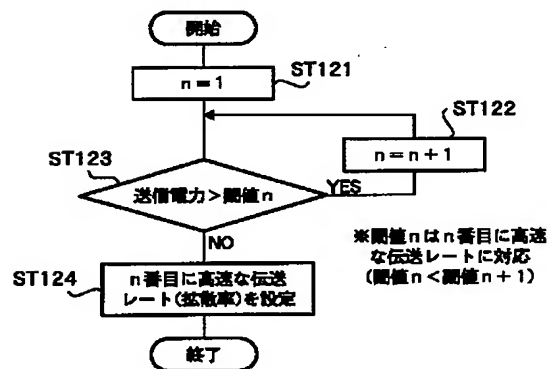 開始
ST121
n = 1
ST122
n = n + 1
ST123
送信電力 > 閾値 n
YES
NO
※閾値nはn番目に高速
な伝送レートに対応
(閾値n<閾値n+1)
ST124
n番目に高速な伝送
レート(拡散率)を設定
終了